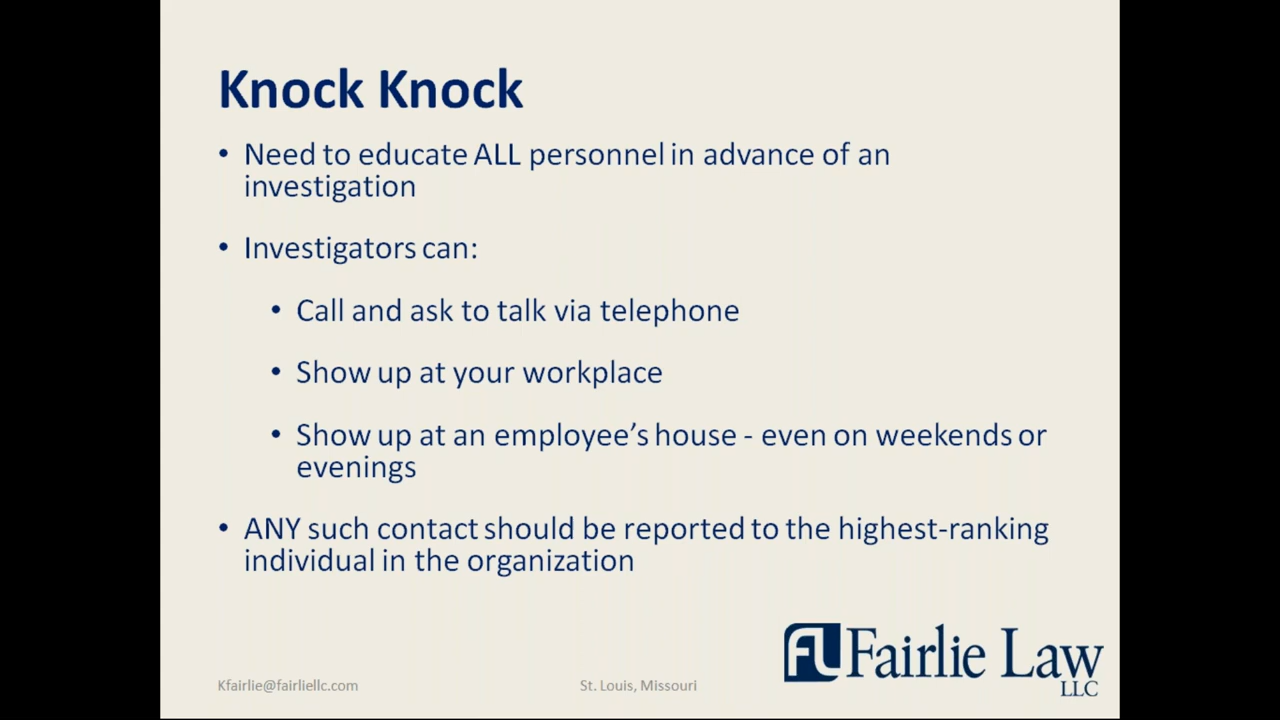 Knock Knock
• Need to educate ALL personnel in advance of an
investigation
• Investigators can:
• Call and ask to talk via telephone
• Show up at your workplace
• Show up at an employee’s house - even on weekends or
evenings
• ANY such contact should be reported to the highest-ranking
individual in the organization
FL Fairlie Law
LLC
Kfairlie@fairliellc.com
St. Louis, Missouri